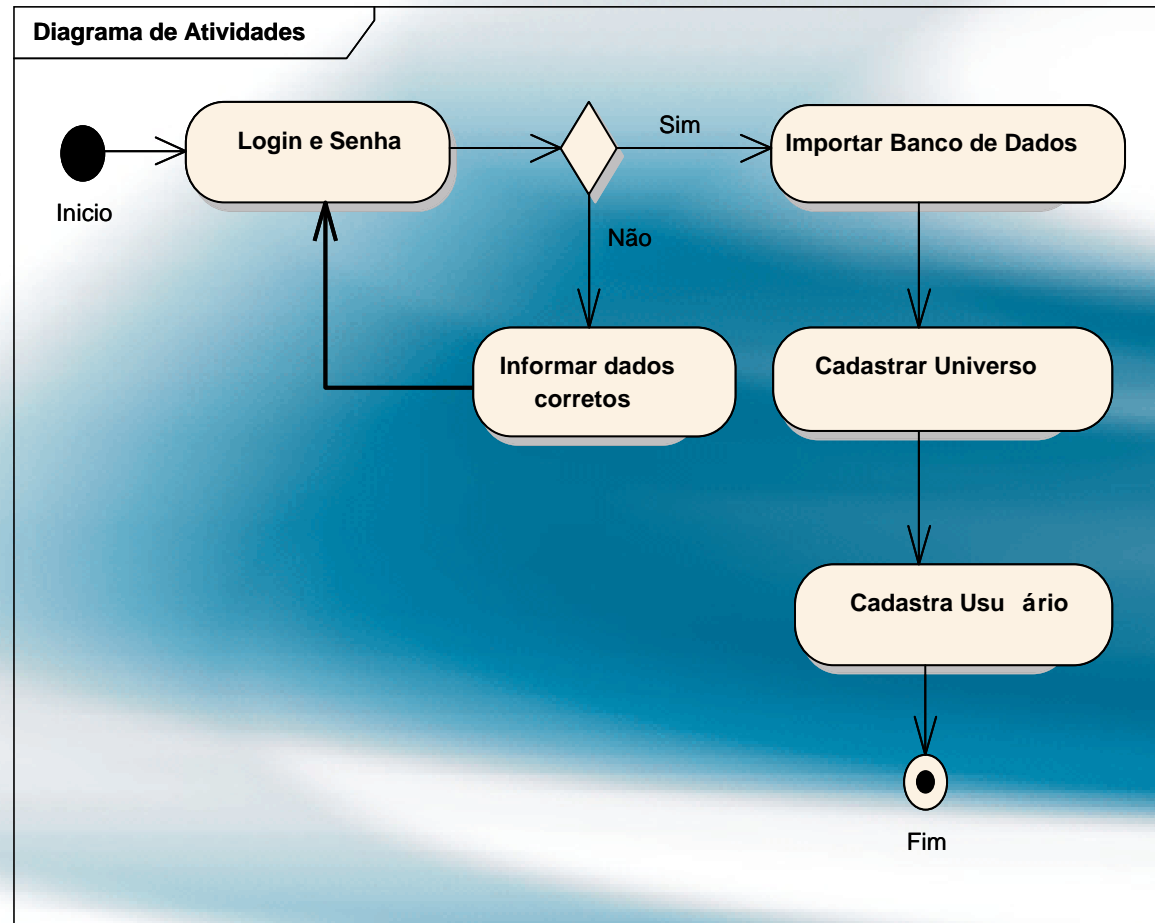 Diagrama de Atividades
Login e Senha
Sim
Importar Banco de Dados
Inicio
Não
Informar dados
corretos
Cadastrar Universo
Cadastra Usu ário
Fim